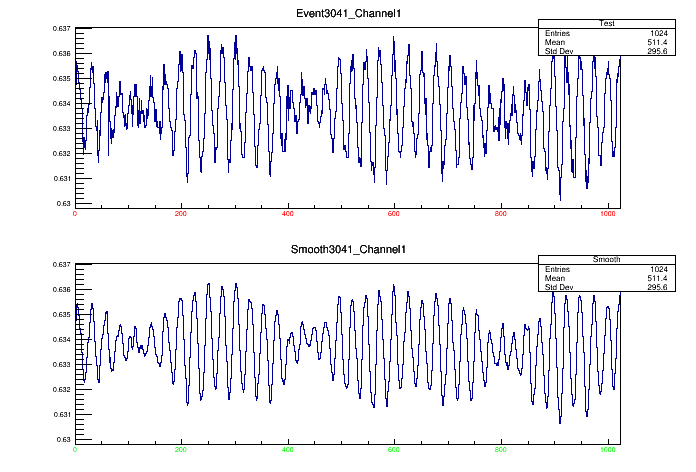 Event3041_Channel1
Test
Entries 1024
Mean 511.4
Std Dev 295.6
0.637
0.636
0.635
0.634
0.633
0.632
0.631
0.63
0 200 400 600 800 1000
Smooth3041_Channel1
Smooth
Entries 1024
Mean 511.4
Std Dev 295.6
0.637
0.636
0.635
0.634
0.633
0.632
0.631
0.63
0 200 400 600 800 1000